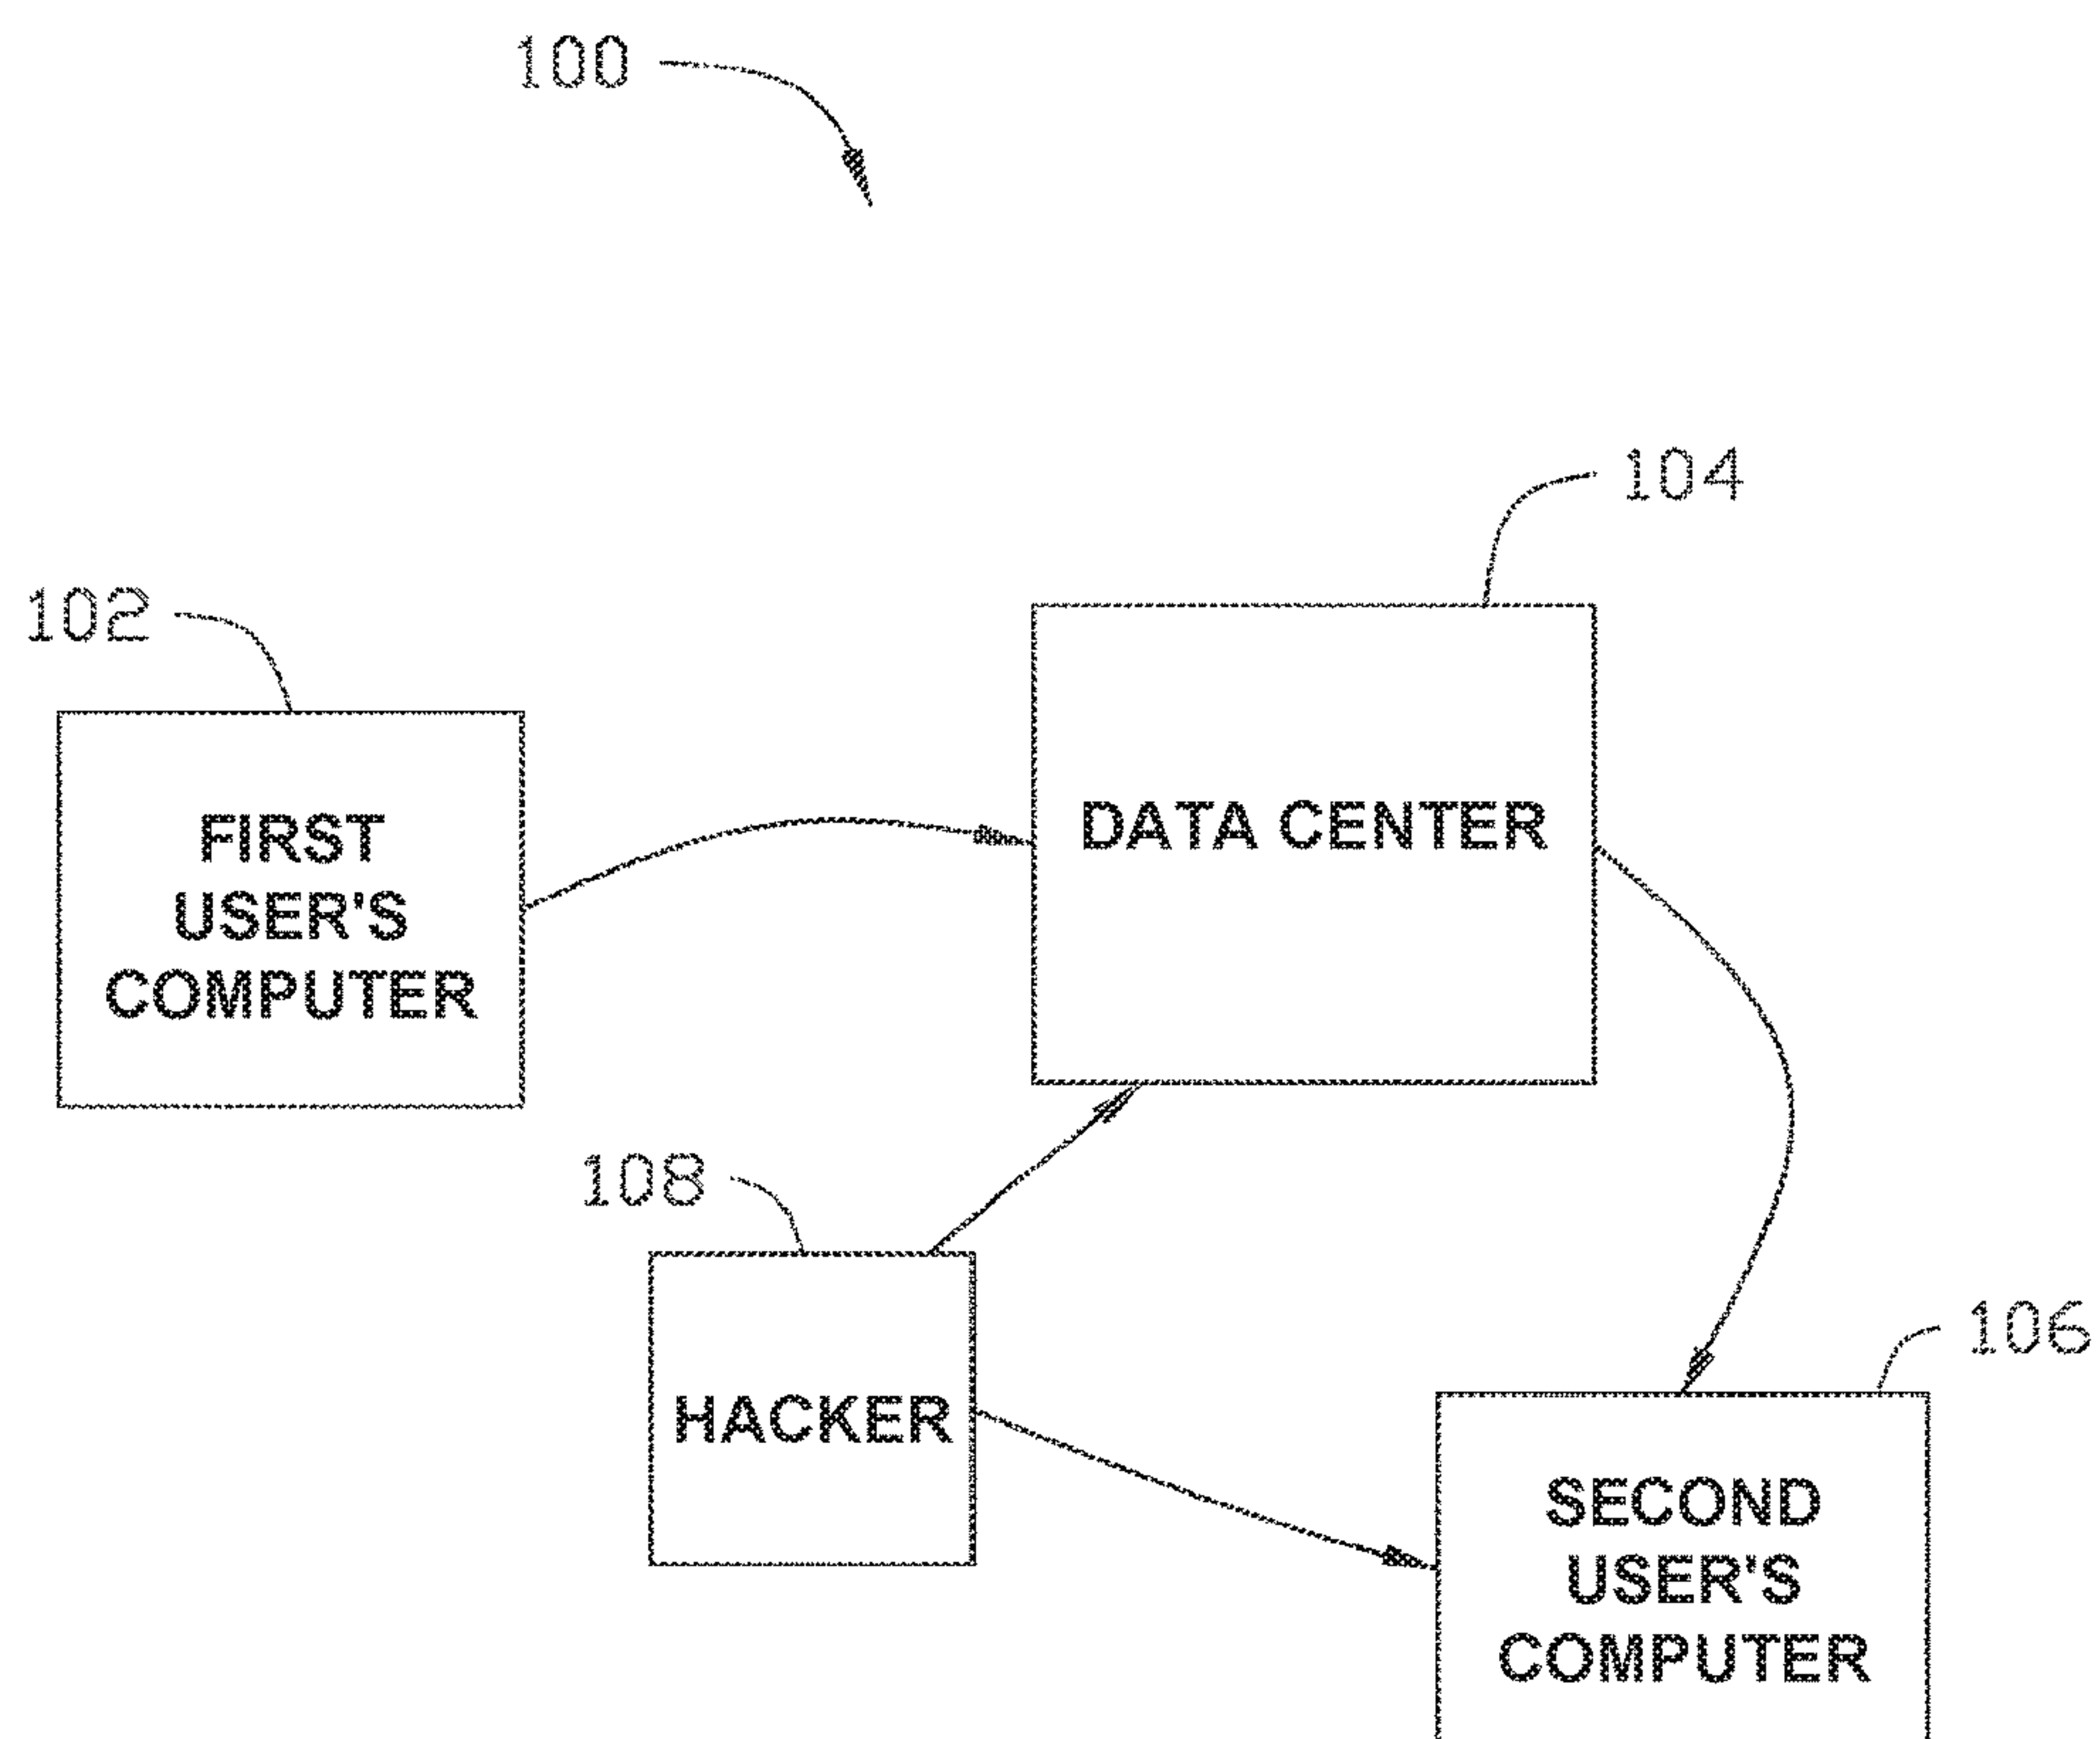 100
104
102
DATA CENTER
FIRST
USER'S
COMPUTER
108
106
HACKER
SECOND
USER'S
COMPUTER